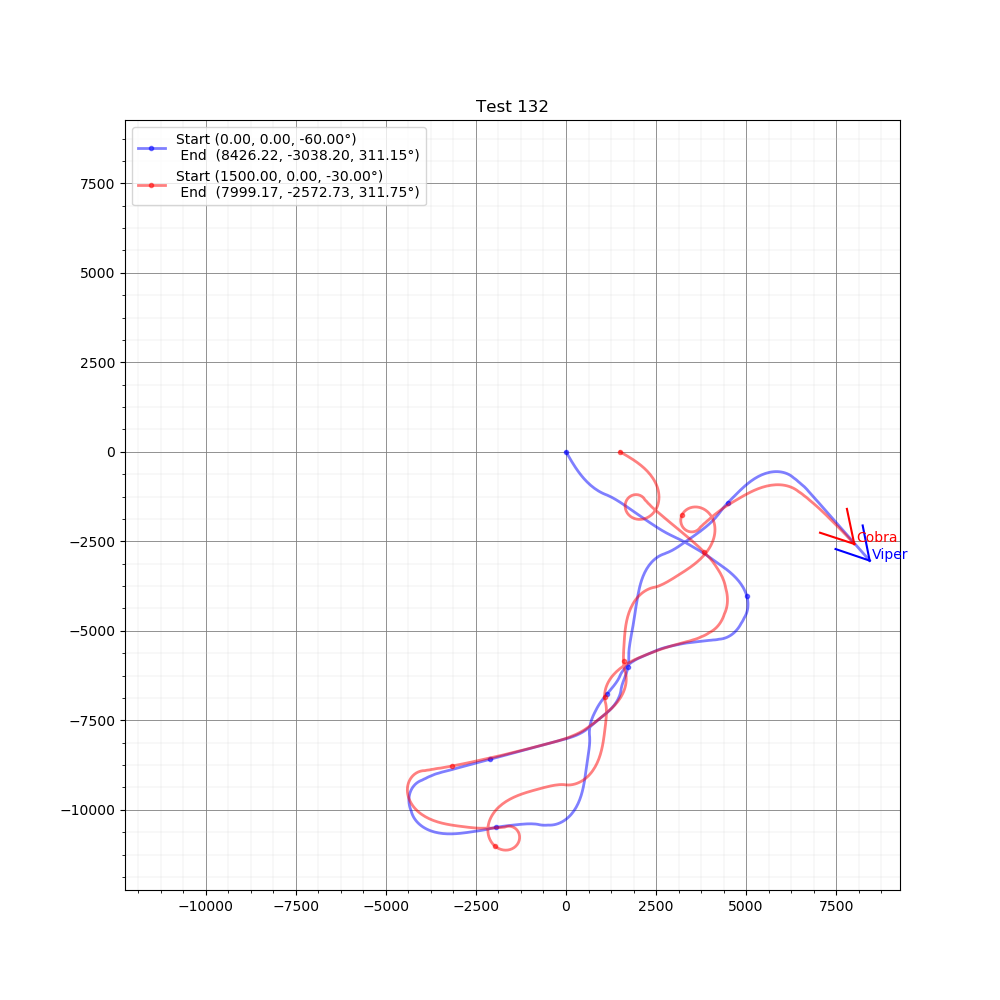 Test 132
Start (0.00, 0.00, -60.00°)
End  (8426.22, -3038.20, 311.15°)
Start (1500.00, 0.00, -30.00°)
End  (7999.17, -2572.73, 311.75°)
7500
5000
2500
0
−2500
−5000
−7500
−10000
Cobra
Viper
−10000 −7500 −5000 −2500 0 2500 5000 7500